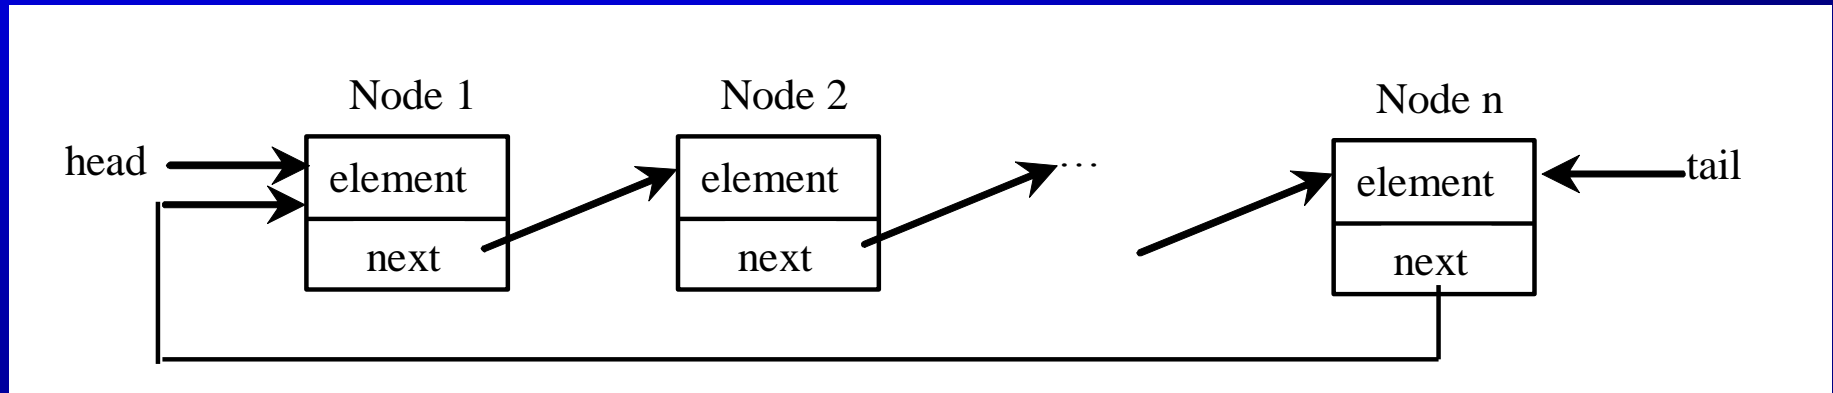 Node 1 Node 2 Node n
head element element … element tail
next next next